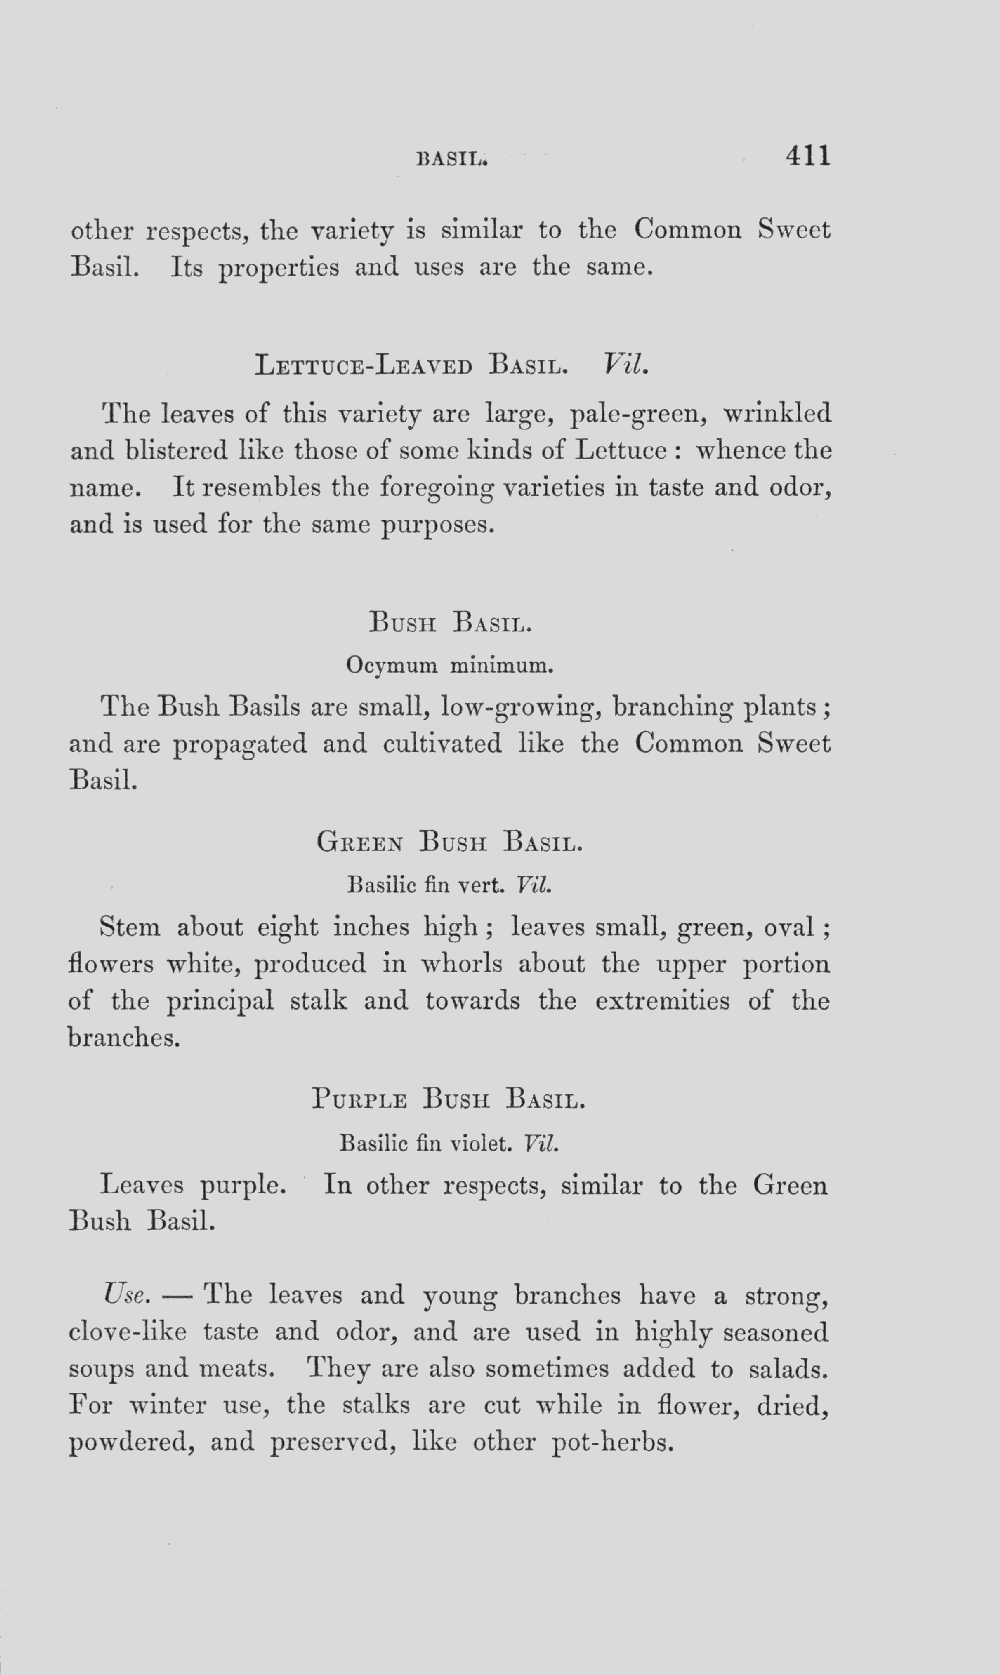 BASIL. 411
other respects, the variety is similar to the Common Sweet
Basil. Its properties and uses are the same.
LETTUCE-LEAVED BASIL. Vil.
The leaves of this variety are large, pale-green, wrinkled
and blistered like those of some kinds of Lettuce : whence the
name. It resembles the foregoing varieties in taste and odor,
and is used for the same purposes.
BUSH BASIL.
Ocymum minimum.
The Bush Basils are small, low-growing, branching plants ;
and are propagated and cultivated like the Common Sweet
Basil.
GREEN BUSH BASIL.
Basilic fin vert. Vil.
Stem about eight inches high ; leaves small, green, oval ;
flowers white, produced in whorls about the upper portion
of the principal stalk and towards the extremities of the
branches.
PURPLE BUSH BASIL.
Basilic fin violet. Vil.
Leaves purple. In other respects, similar to the Green
Bush Basil.
Use. — The leaves and young branches have a strong,
clove-like taste and odor, and are used in highly seasoned
soups and meats. They are also sometimes added to salads.
For winter use, the stalks are cut while in flower, dried,
powdered, and preserved, like other pot-herbs.